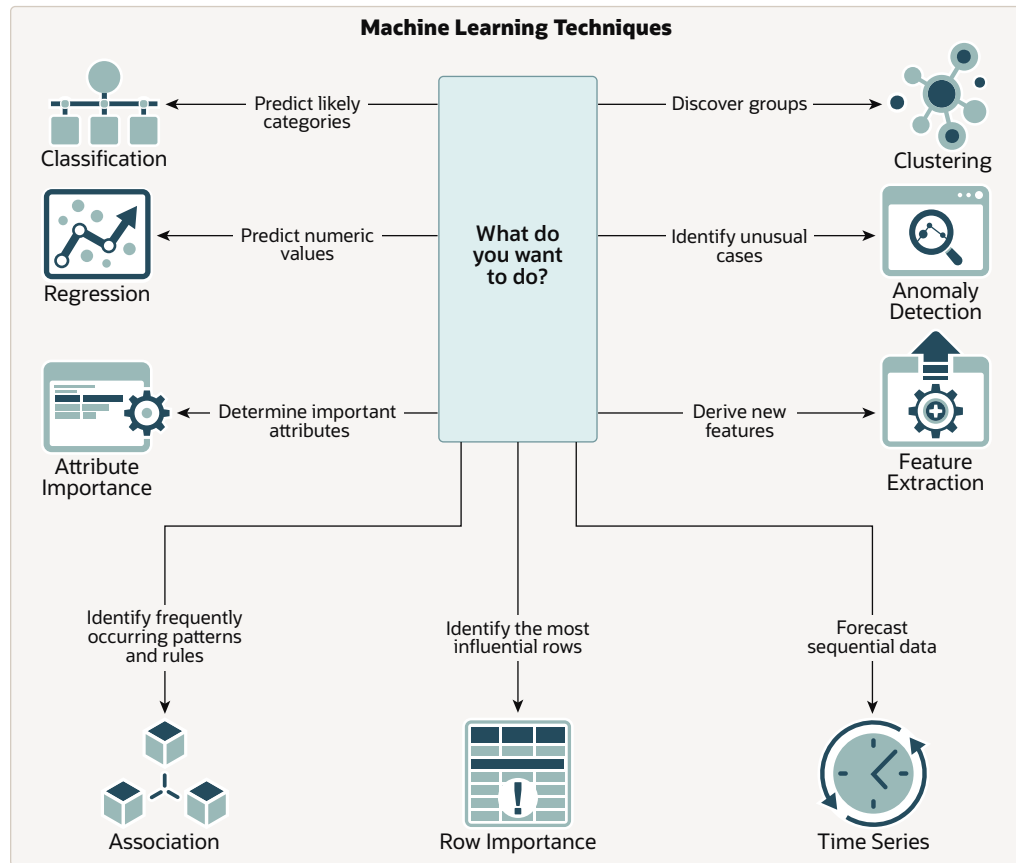 Machine Learning Techniques
Predict likely
categories
Classification
Discover groups
Clustering
What do
you want
to do?
Predict numeric
values
Regression
Identify unusual
cases
Anomaly
Detection
Determine important
attributes
Attribute
Importance
Derive new
features
Feature
Extraction
Identify frequently
occurring patterns
and rules
Association
Identify the most
influential rows
Row Importance
Forecast
sequential data
Time Series